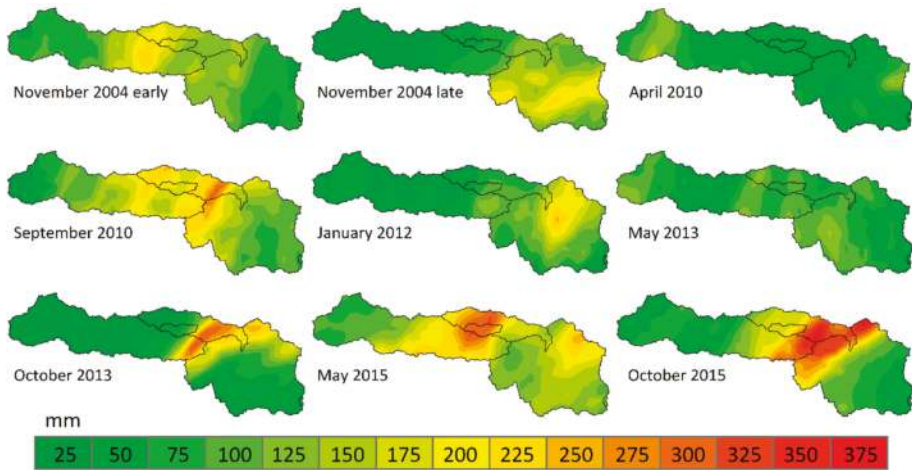 November 2004 early
November 2004 late
April 2010
September 2010
January 2012
May 2013
October 2013
May 2015
October 2015
mm
25 50 75 100 125 150 175 200 225 250 275 300 325 350 375